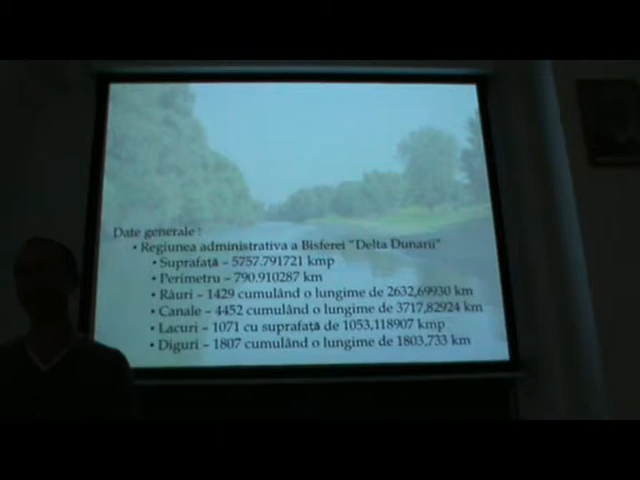 Date generale :
• Regiunea administrativa a Bisferei "Delta Dunarii"
• Suprafață – 5757.791721 kmp
• Perimetru – 790.910287 km
• Râuri – 1429 cumulând o lungime de 2632,69930 km
• Canale – 4452 cumulând o lungime de 3717,82924 km
• Lacuri – 1071 cu suprafață de 1053,118907 kmp
• Diguri – 1807 cumulând o lungime de 1803,733 km